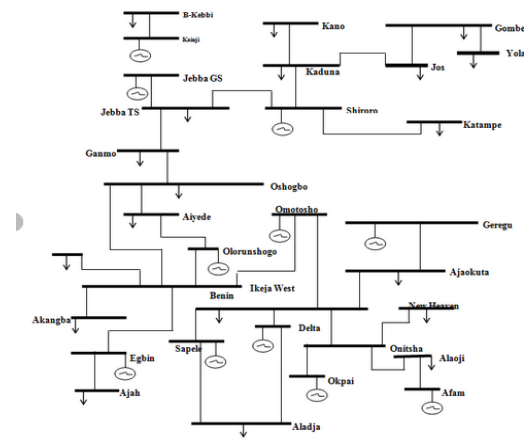 B-Kebbi
Kainji
Jebba GS
Jebba TS
Kano
Kaduna
Gombe
Yola
Jos
Shiroro
Katampe
Ganmo
Oshogbo
Aiyede
Omotosho
Olorunshogo
Geregu
Ajaokuta
Ikeja West
Benin
Akangba
New Heaven
Delta
Sapele
Onitsha
Alaoji
Egbin
Okpai
Afam
Ajah
Aladja